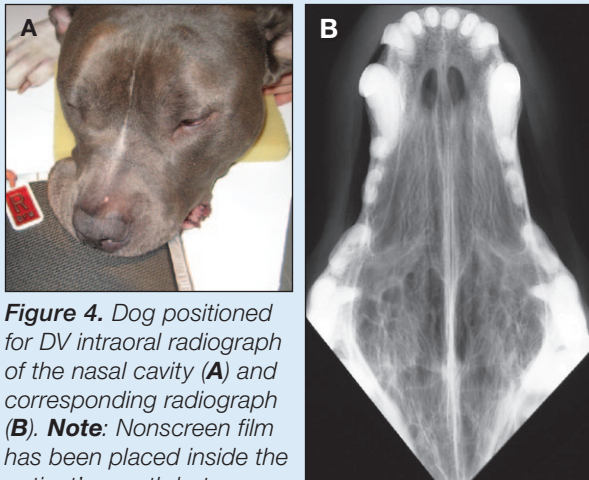 A
B
R
Figure 4. Dog positioned
for DV intraoral radiograph
of the nasal cavity (A) and
corresponding radiograph
(B). Note: Nonscreen film
has been placed inside the